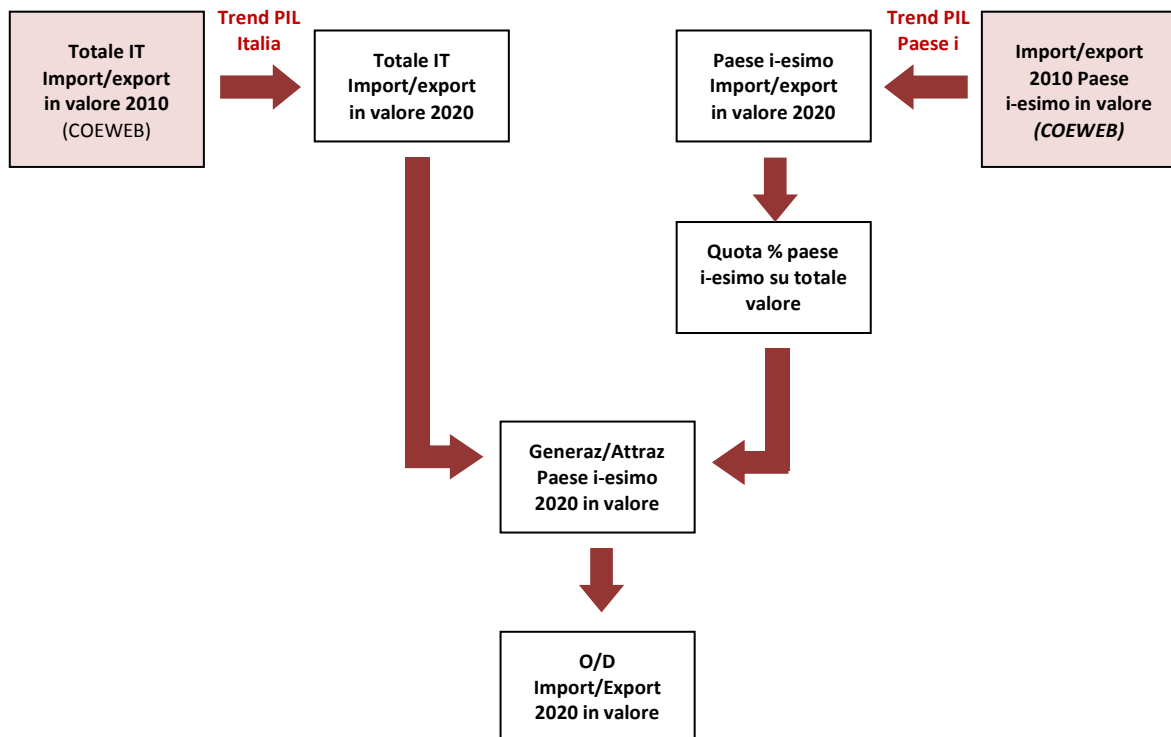 Totale IT
Import/export
in valore 2010
(COEWEB)
Trend PIL
Italia
Totale IT
Import/export
in valore 2020
Paese i-esimo
Import/export
in valore 2020
Trend PIL
Paese i
Import/export
2010 Paese
i-esimo in valore
(COEWEB)
Quota % paese
i-esimo su totale
valore
Generaz/Attraz
Paese i-esimo
2020 in valore
O/D
Import/Export
2020 in valore